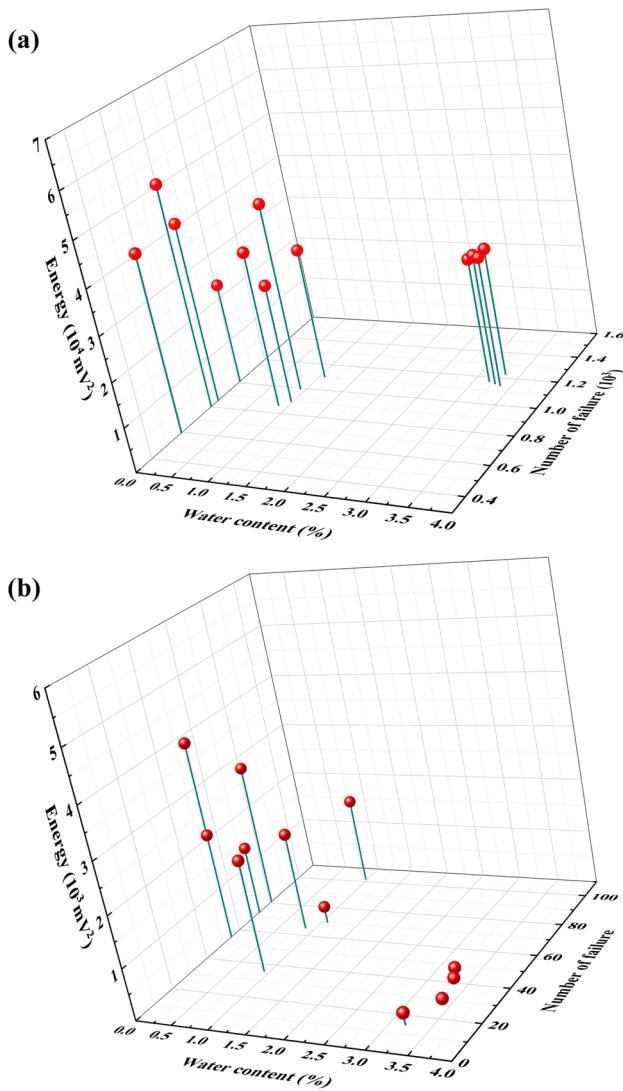 (a)
7
6
5
4
3
2
1
Energy (10⁴ mV²)
0.0 0.5 1.0 1.5 2.0 2.5 3.0 3.5 4.0
Water content (%)
0.4 0.6 0.8 1.0 1.2 1.4 1.6
Number of failure (10³)
(b)
6
5
4
3
2
1
Energy (10³ mV²)
0.0 0.5 1.0 1.5 2.0 2.5 3.0 3.5 4.0
Water content (%)
0 20 40 60 80 100
Number of failure